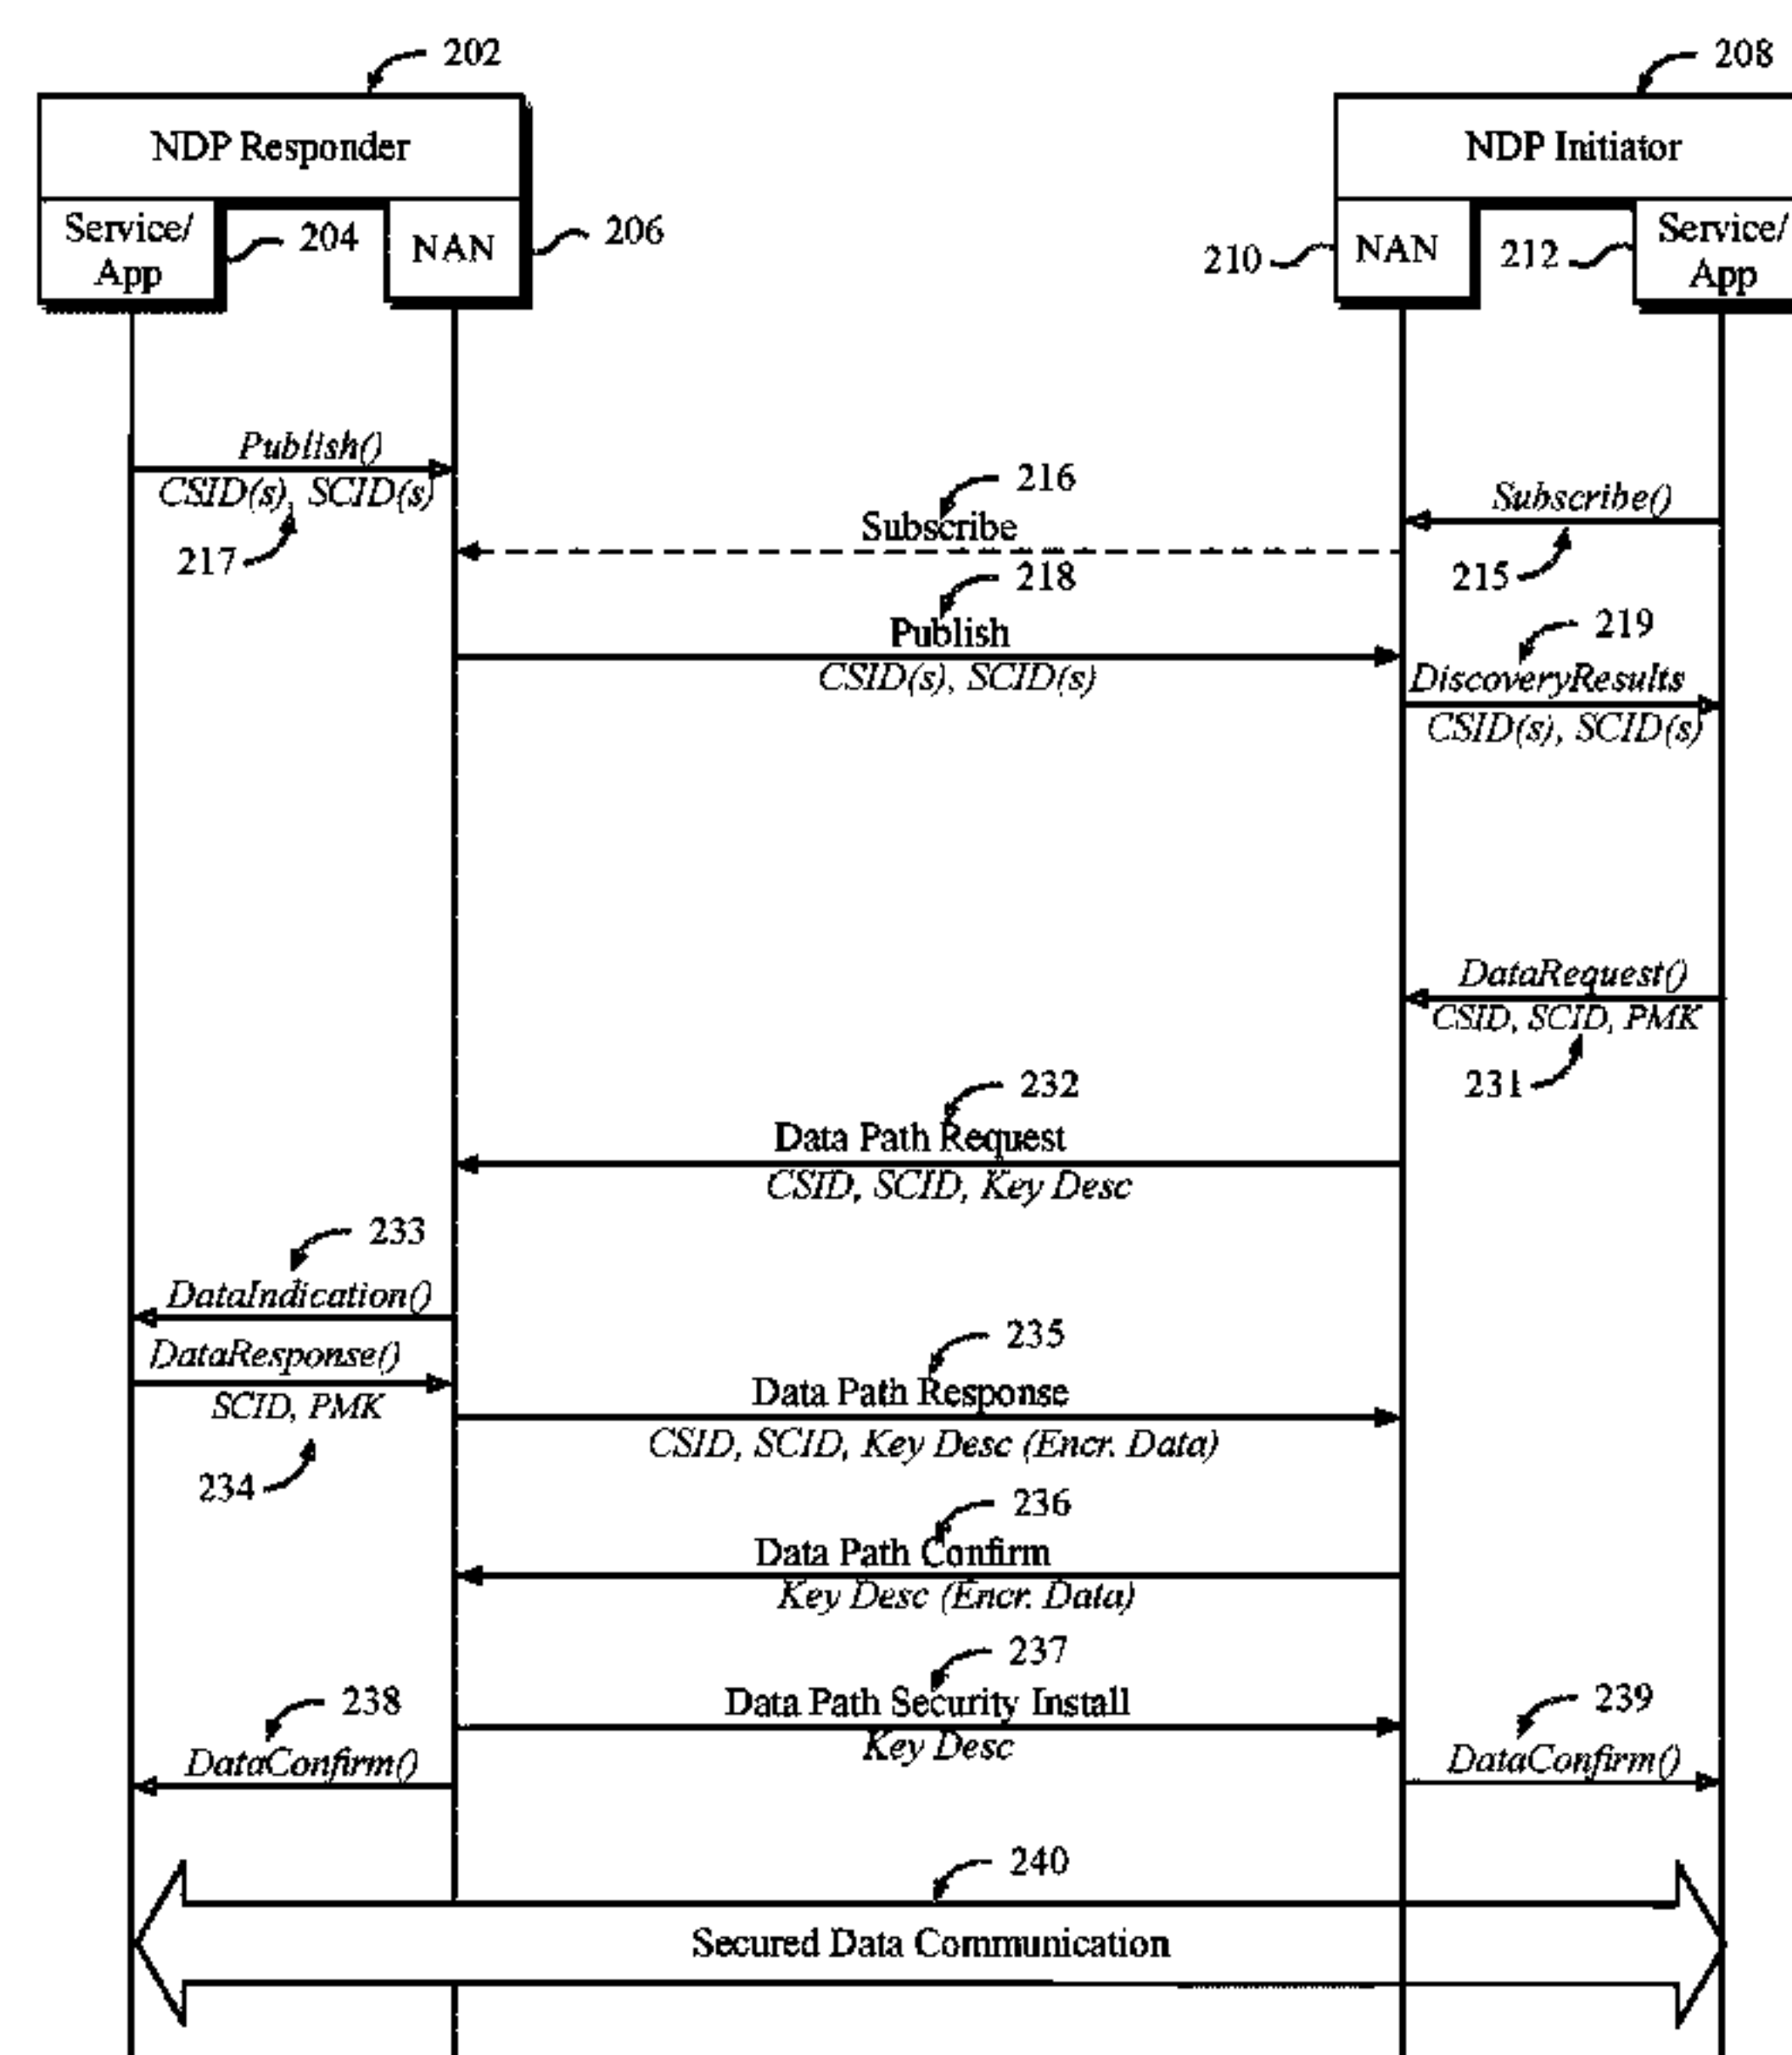 202
208
NDP Responder
NDP Initiator
Service/
App
204
NAN
206
210
NAN
212
Service/
App
Publish()
CSID(s), SCID(s)
217
216
Subscribe
Subscribe()
215
218
Publish
CSID(s), SCID(s)
219
DiscoveryResults
CSID(s), SCID(s)
DataRequest()
CSID, SCID, PMK
231
232
Data Path Request
CSID, SCID, Key Desc
233
DataIndication()
DataResponse()
SCID, PMK
234
235
Data Path Response
CSID, SCID, Key Desc (Encr. Data)
236
Data Path Confirm
Key Desc (Encr. Data)
237
Data Path Security Install
Key Desc
238
DataConfirm()
239
DataConfirm()
240
Secured Data Communication